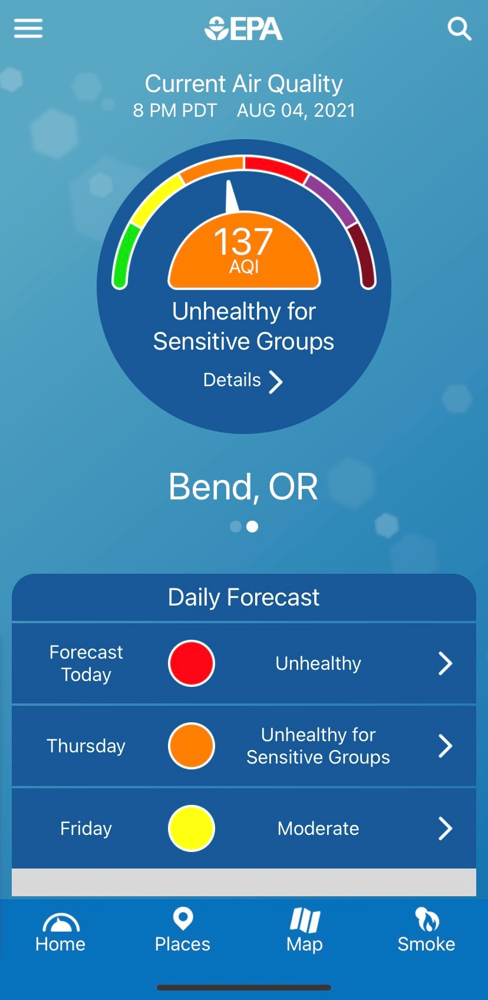 EPA
Current Air Quality
8 PM PDT AUG 04, 2021
137
AQI
Unhealthy for
Sensitive Groups
Details
Bend, OR
Daily Forecast
Forecast
Today
Unhealthy
Thursday
Unhealthy for
Sensitive Groups
Friday
Moderate
Home
Places
Map
Smoke